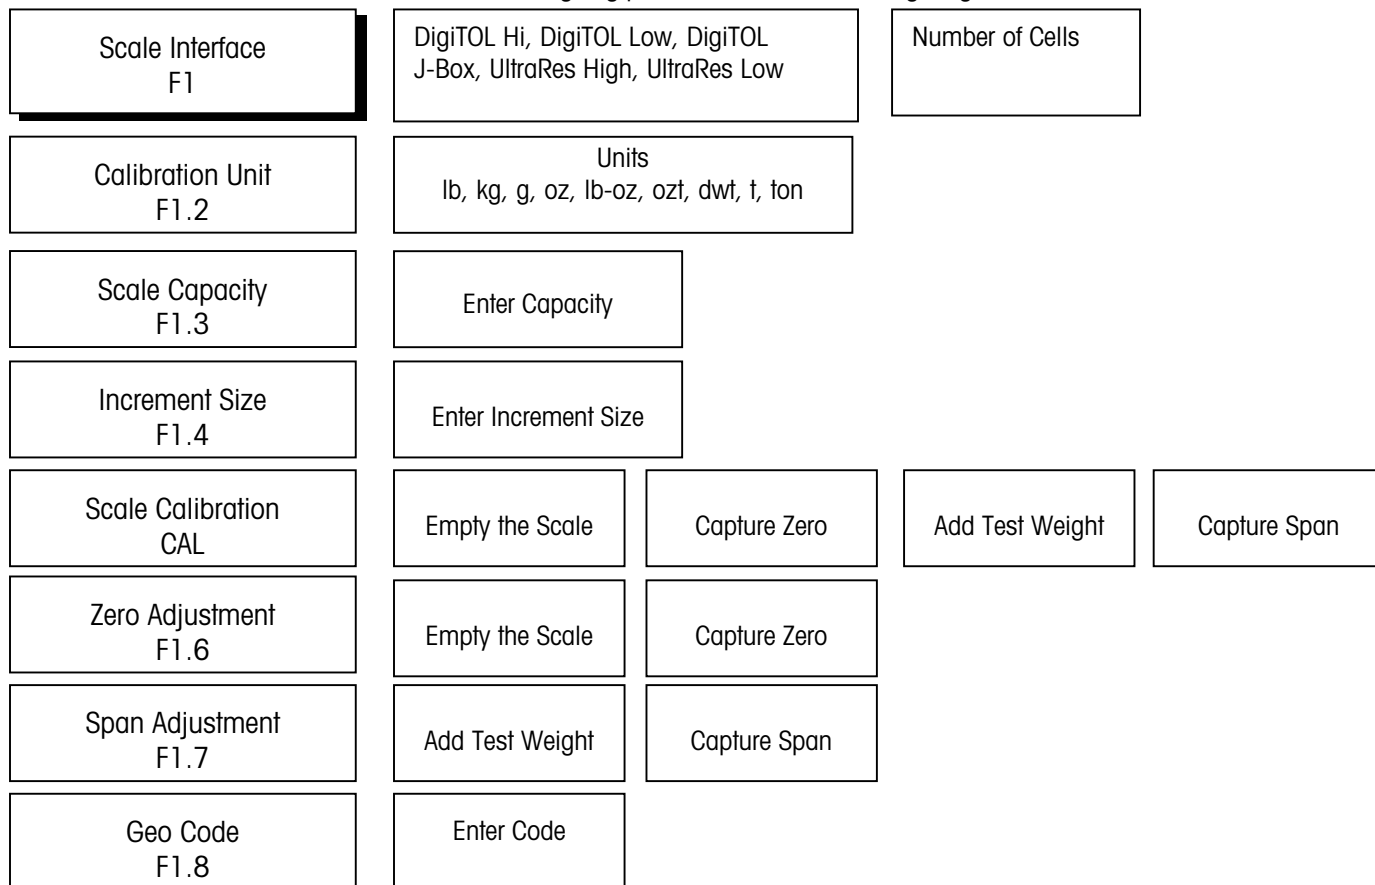 Scale Interface
F1
DigiTOL Hi, DigiTOL Low, DigiTOL
J-Box, UltraRes High, UltraRes Low
Number of Cells
Calibration Unit
F1.2
Units
lb, kg, g, oz, lb-oz, ozt, dwt, t, ton
Scale Capacity
F1.3
Enter Capacity
Increment Size
F1.4
Enter Increment Size
Scale Calibration
CAL
Empty the Scale
Capture Zero
Add Test Weight
Capture Span
Zero Adjustment
F1.6
Empty the Scale
Capture Zero
Span Adjustment
F1.7
Add Test Weight
Capture Span
Geo Code
F1.8
Enter Code